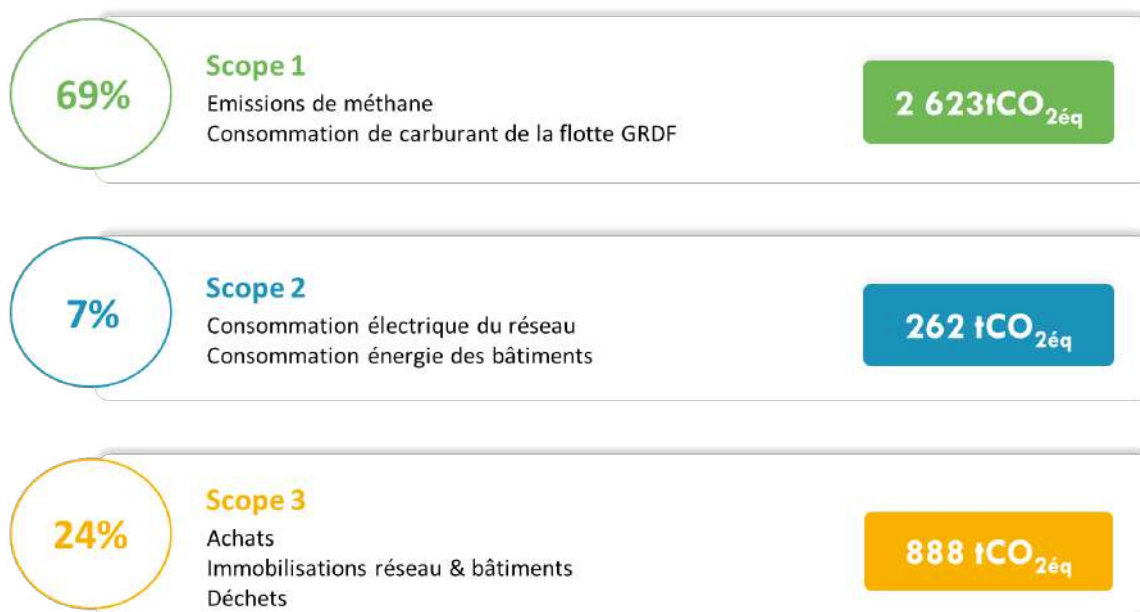 69%
Scope 1
Emissions de méthane
Consommation de carburant de la flotte GRDF
2 623tCO2éq
7%
Scope 2
Consommation électrique du réseau
Consommation énergie des bâtiments
262 tCO2éq
24%
Scope 3
Achats
Immobilisations réseau & bâtiments
Déchets
888 tCO2éq